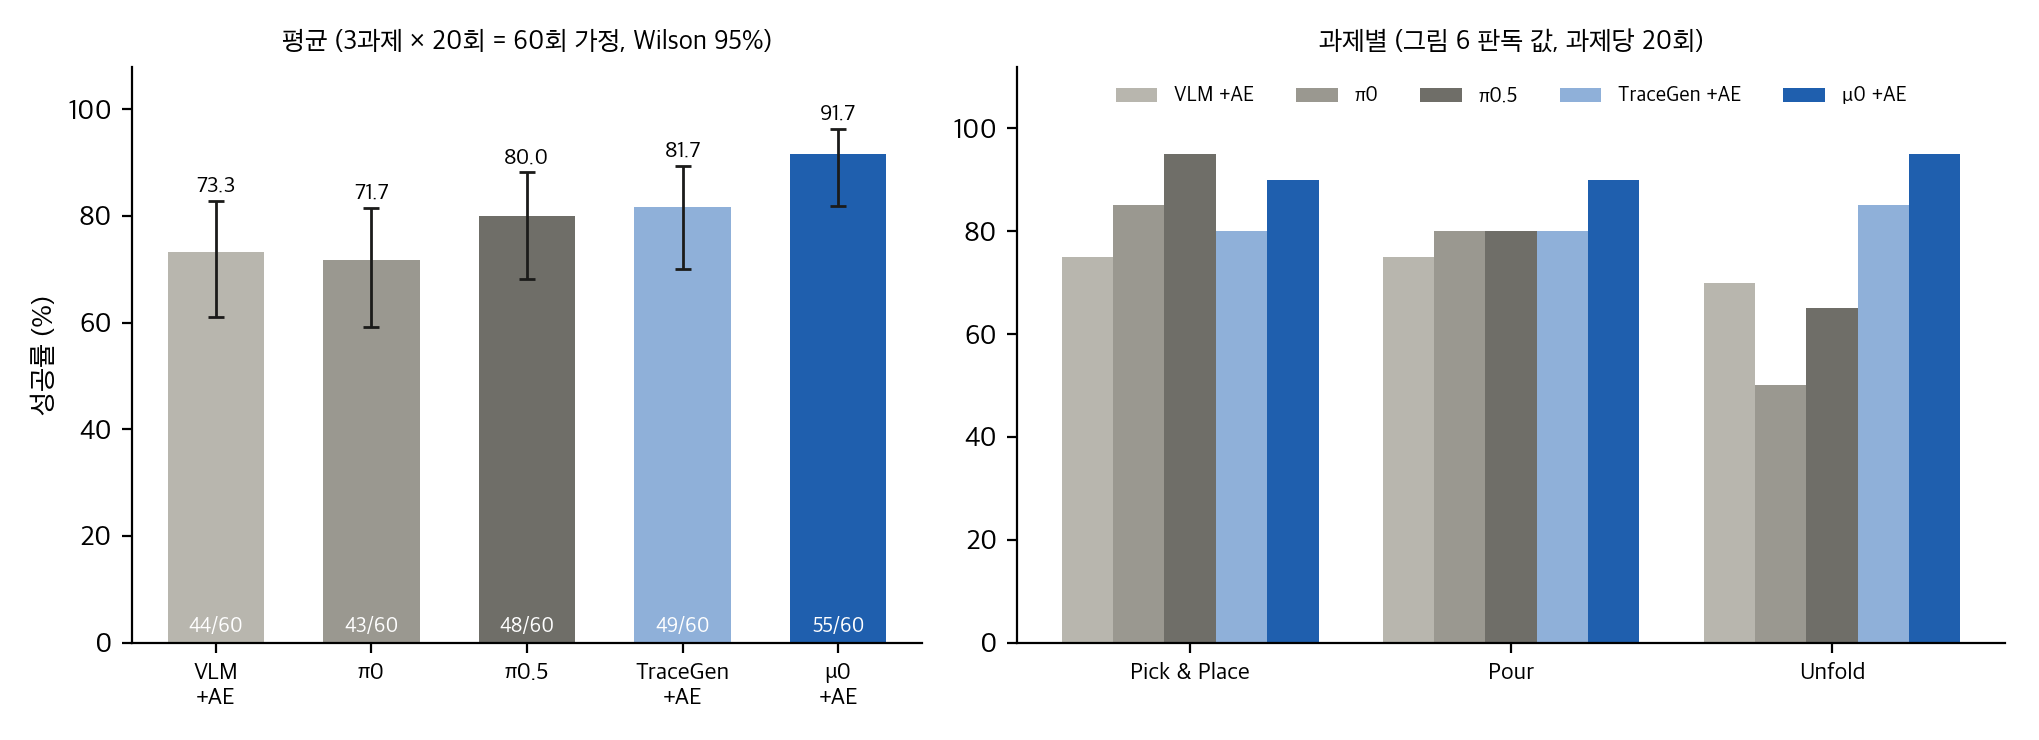 평균 (3과제 × 20회 = 60회 가정, Wilson 95%)
성공률 (%)
100
80
60
40
20
0
73.3
71.7
80.0
81.7
91.7
44/60
43/60
48/60
49/60
55/60
VLM
+AE
π0
π0.5
TraceGen
+AE
μ0
+AE
과제별 (그림 6 판독 값, 과제당 20회)
VLM +AE
π0
π0.5
TraceGen +AE
μ0 +AE
100
80
60
40
20
0
Pick & Place
Pour
Unfold